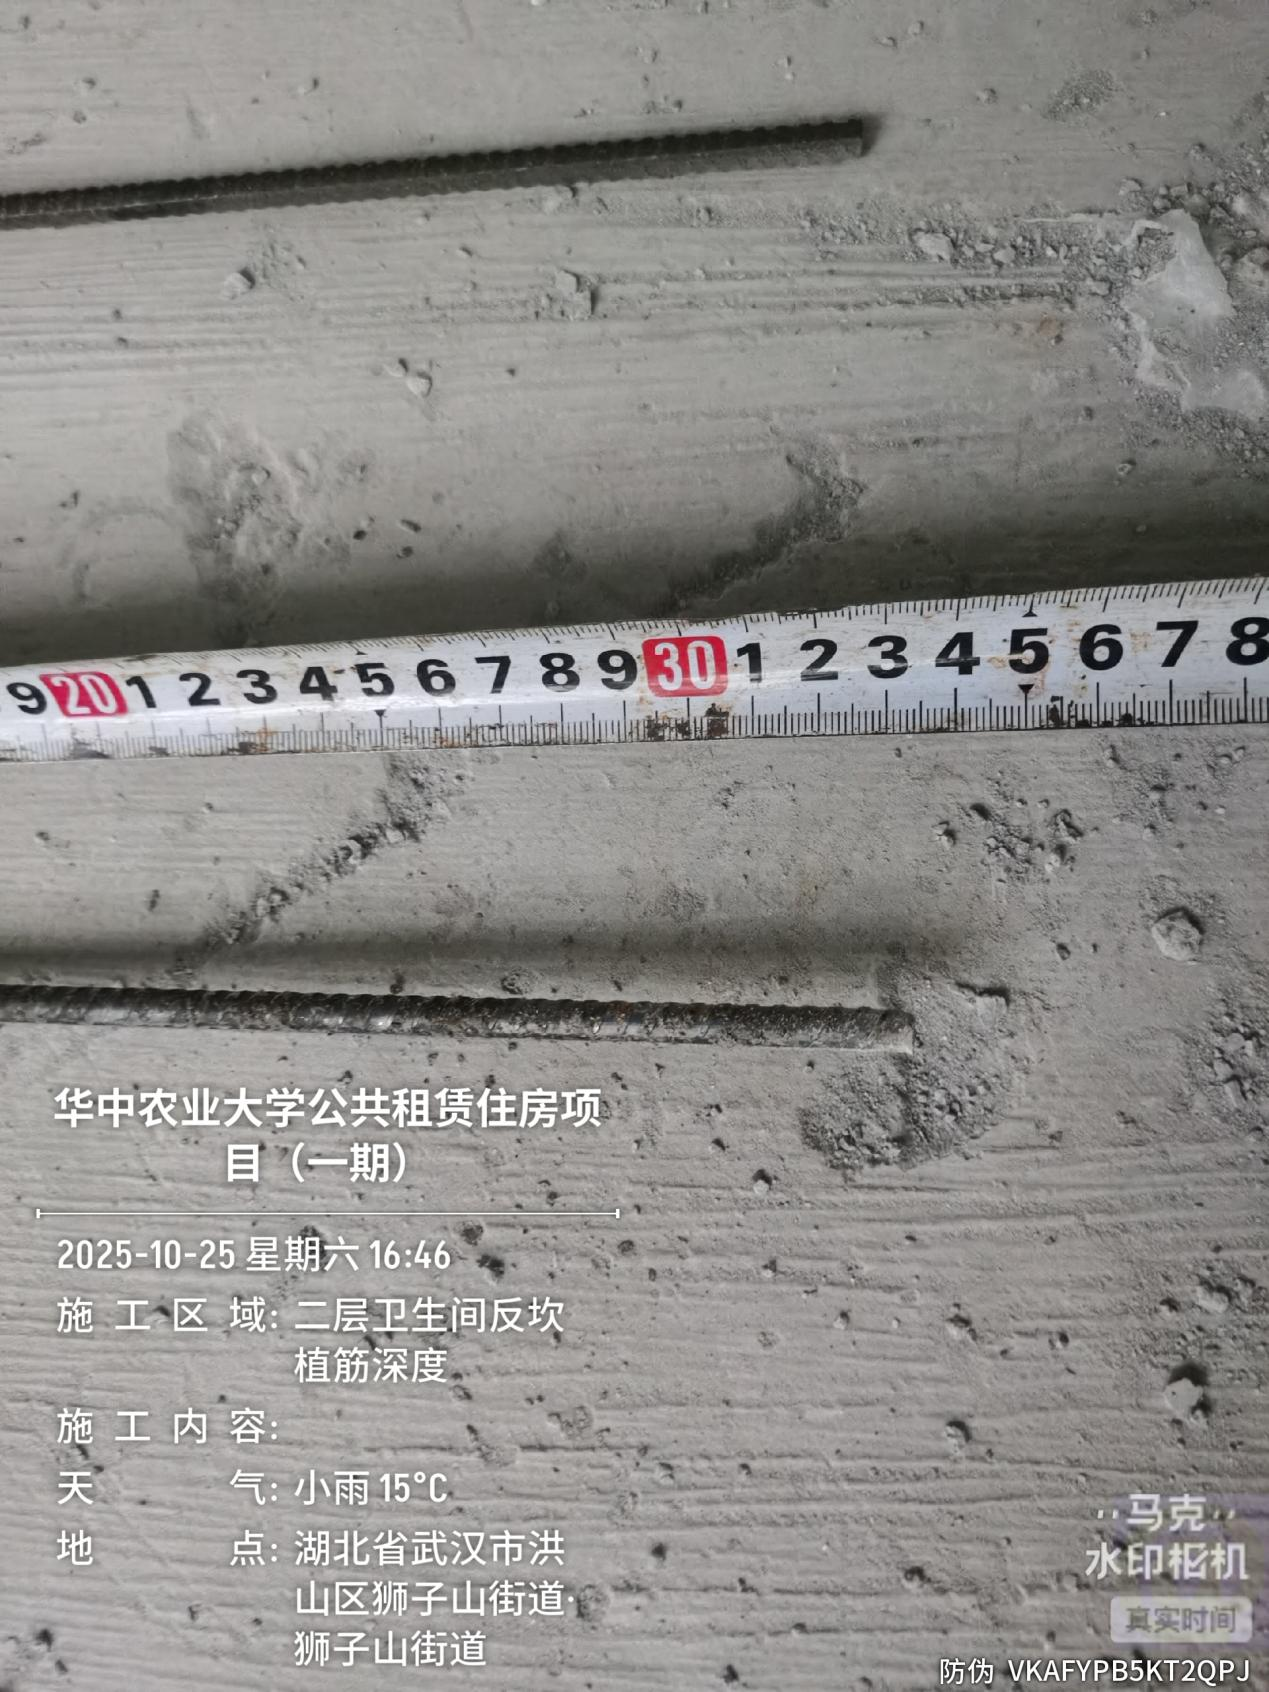 9 20 1 2 3 4 5 6 7 8 9 30 1 2 3 4 5 6 7 8
华中农业大学公共租赁住房项
目（一期）
2025-10-25 星期六 16:46
施工区域: 二层卫生间反坎
植筋深度
施工内容:
天气: 小雨 15°C
地点: 湖北省武汉市洪
山区狮子山街道·
狮子山街道
马克
水印相机
真实时间
防伪 VKAFYPB5KT2QPJ